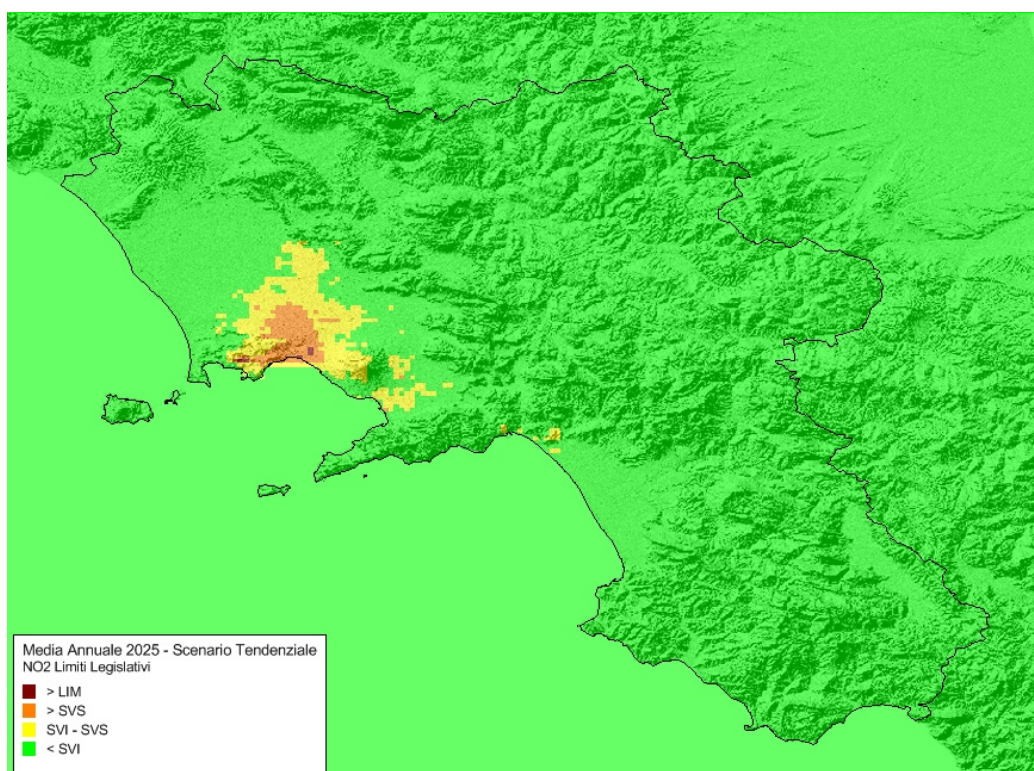 Media Annuale 2025 - Scenario Tendenziale
NO2 Limiti Legislativi
> LIM
> SVS
SVI - SVS
< SVI